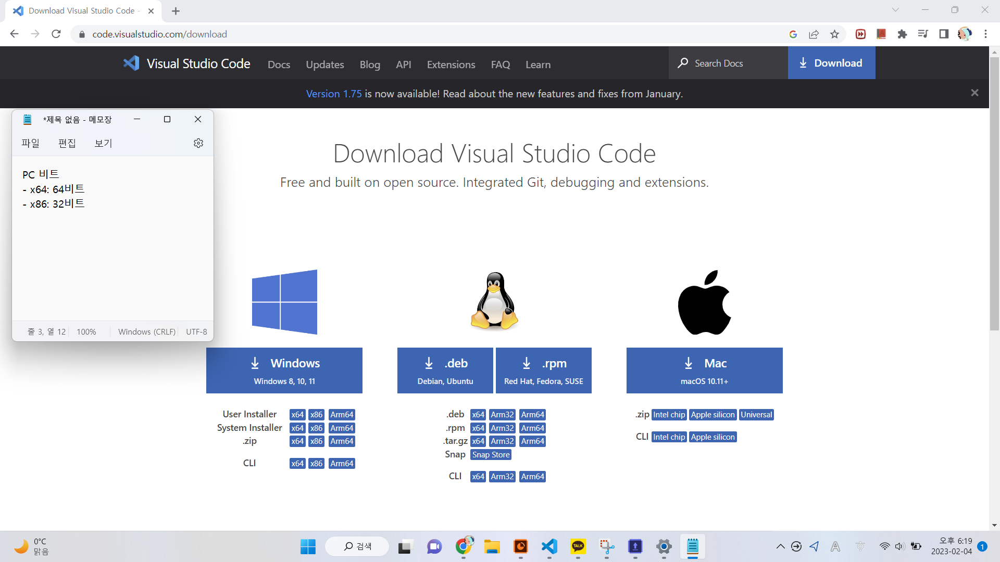 Download Visual Studio Code -
code.visualstudio.com/download
Visual Studio Code Docs Updates Blog API Extensions FAQ Learn Search Docs Download
Version 1.75 is now available! Read about the new features and fixes from January.
*제목 없음 - 메모장
파일 편집 보기
PC 비트
- x64: 64비트
- x86: 32비트
줄 3, 열 12 100% Windows (CRLF) UTF-8
Download Visual Studio Code
Free and built on open source. Integrated Git, debugging and extensions.
Windows
Windows 8, 10, 11
User Installer x64 x86 Arm64
System Installer x64 x86 Arm64
.zip x64 x86 Arm64
CLI x64 x86 Arm64
.deb
Debian, Ubuntu
.rpm
Red Hat, Fedora, SUSE
.deb x64 Arm32 Arm64
.rpm x64 Arm32 Arm64
.tar.gz x64 Arm32 Arm64
Snap Snap Store
CLI x64 Arm32 Arm64
Mac
macOS 10.11+
.zip Intel chip Apple silicon Universal
CLI Intel chip Apple silicon
0°C
맑음
검색
TALK
A
오후 6:19
2023-02-04
1